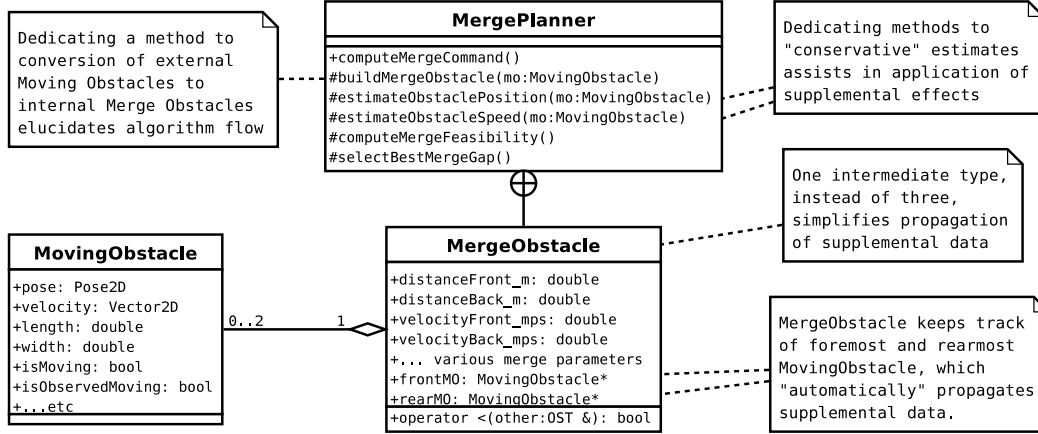 Dedicating a method to
conversion of external
Moving Obstacles to
internal Merge Obstacles
elucidates algorithm flow
MergePlanner
+computeMergeCommand()
#buildMergeObstacle(mo:MovingObstacle)
#estimateObstaclePosition(mo:MovingObstacle)
#estimateObstacleSpeed(mo:MovingObstacle)
#computeMergeFeasibility()
#selectBestMergeGap()
Dedicating methods to
"conservative" estimates
assists in application of
supplemental effects
One intermediate type,
instead of three,
simplifies propagation
of supplemental data
MovingObstacle
+pose: Pose2D
+velocity: Vector2D
+length: double
+width: double
+isMoving: bool
+isObservedMoving: bool
+...etc
0..2
1
MergeObstacle
+distanceFront_m: double
+distanceBack_m: double
+velocityFront_mps: double
+velocityBack_mps: double
+... various merge parameters
+frontMO: MovingObstacle*
+rearMO: MovingObstacle*
+operator <(other:OST &): bool
MergeObstacle keeps track
of foremost and rearmost
MovingObstacle, which
"automatically" propagates
supplemental data.